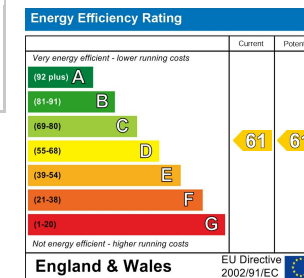 Energy Efficiency Rating
Current Poten
Very energy efficient - lower running costs
(92 plus) A
(81-91) B
(69-80) C
(55-68) D
61 61
(39-54) E
(21-38) F
(1-20) G
Not energy efficient - higher running costs
England & Wales
EU Directive
2002/91/EC